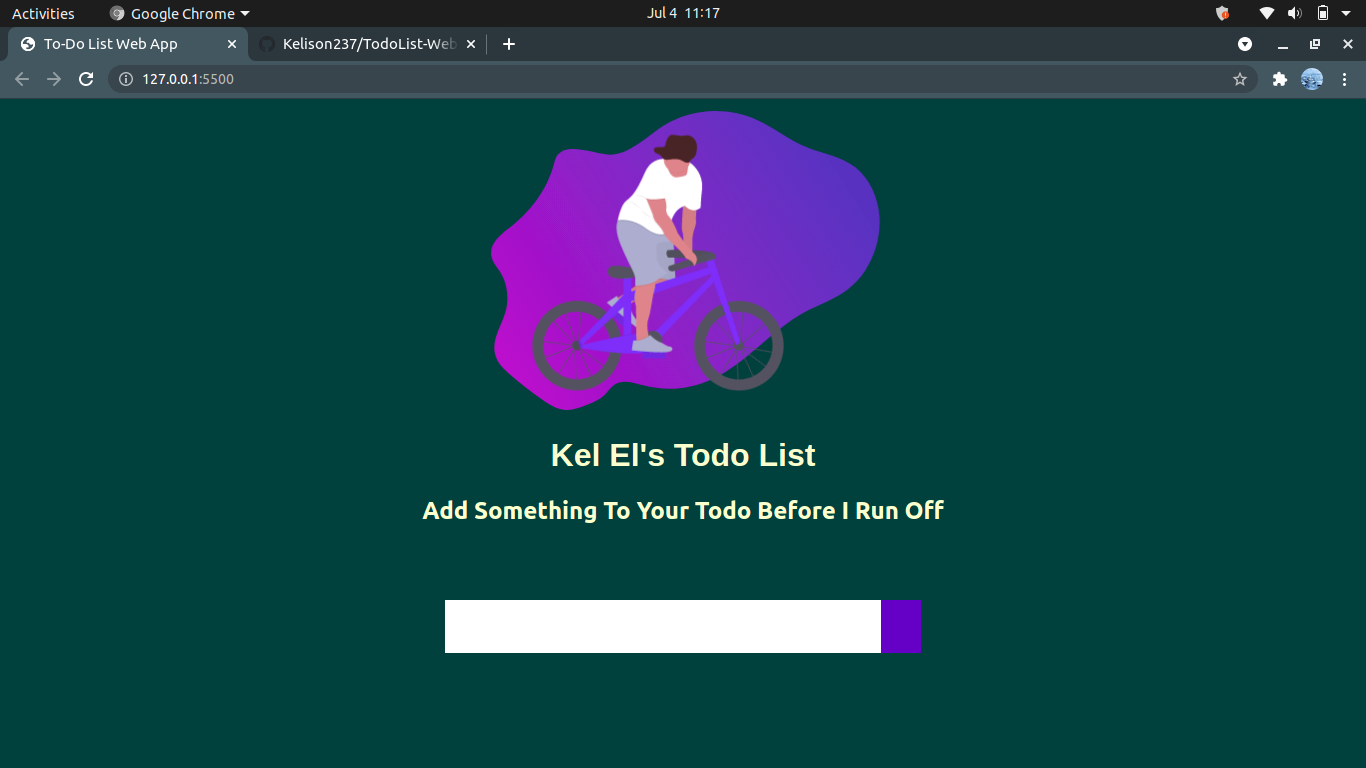 Activities
Google Chrome
Jul 4 11:17
To-Do List Web App
Kelison237/TodoList-Web
127.0.0.1:5500
Kel El's Todo List
Add Something To Your Todo Before I Run Off